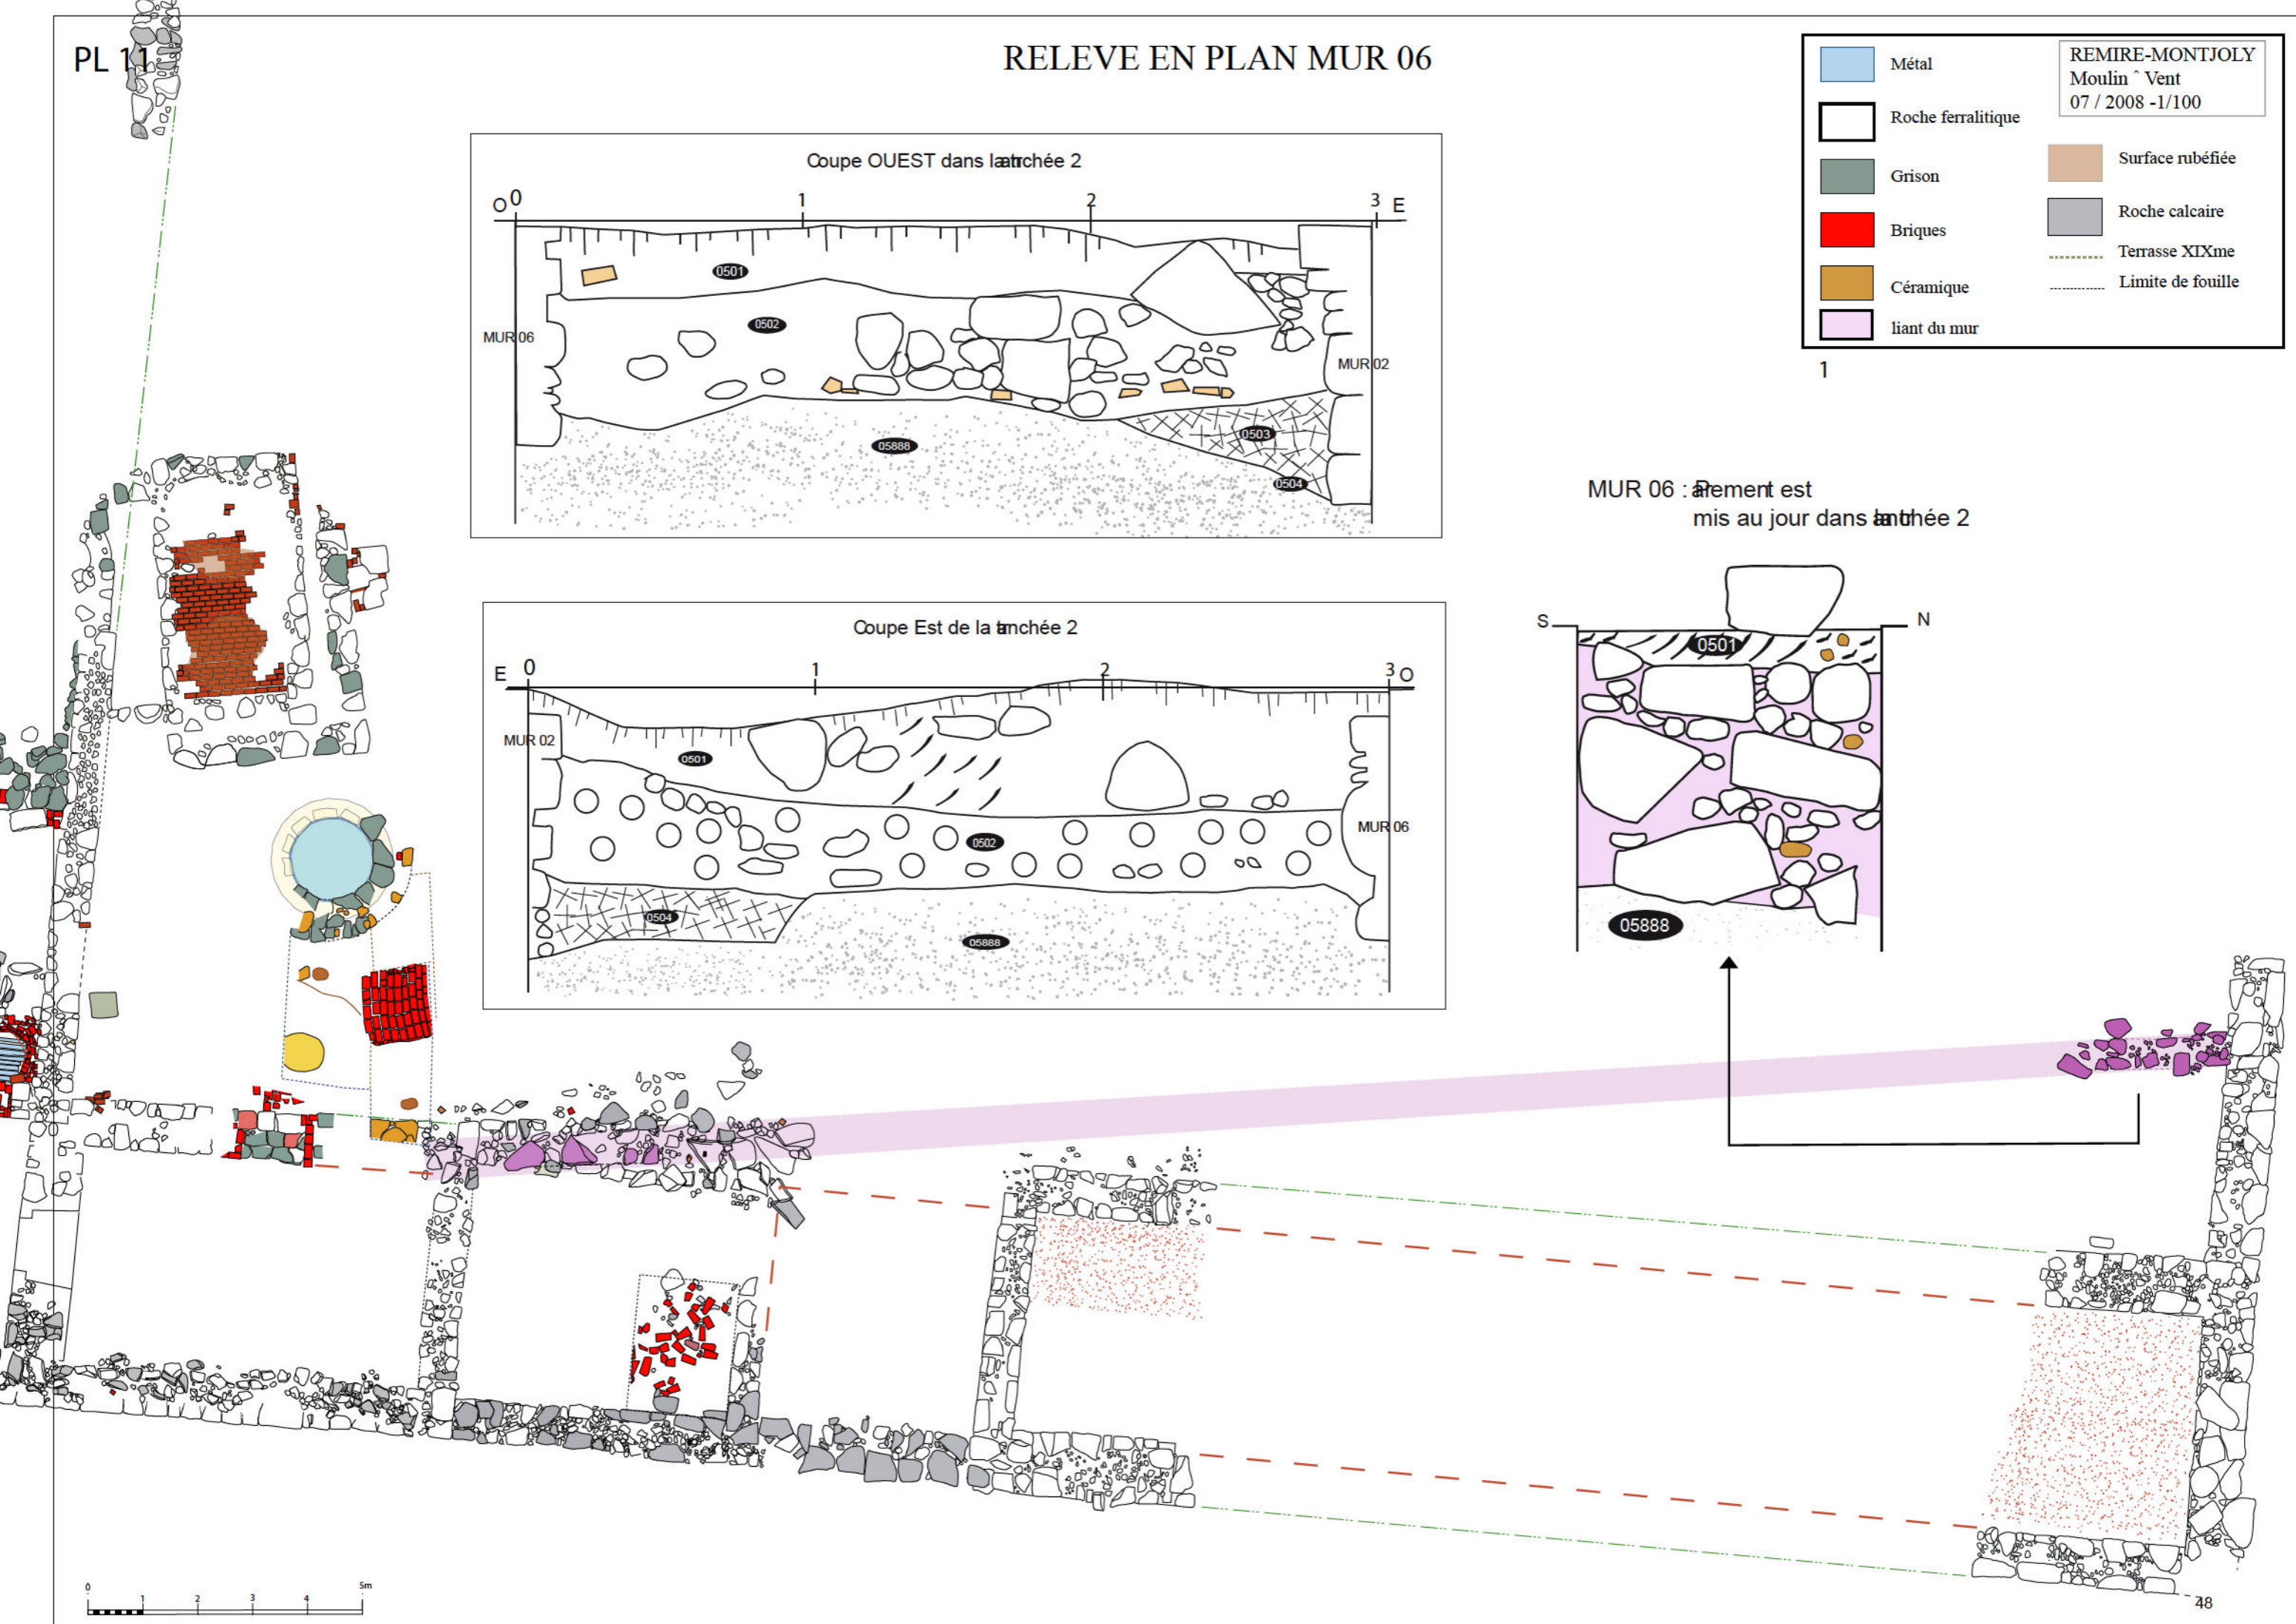 PL 11
RELEVE EN PLAN MUR 06
Métal
Roche ferralitique
Grison
Briques
Céramique
liant du mur
REMIRE-MONTJOLY
Moulin ˆ Vent
07 / 2008 -1/100
Surface rubéfiée
Roche calcaire
Terrasse XIXme
Limite de fouille
1
Coupe OUEST dans 2
O 0 1 2 3 E
0501
0502
MUR 06
MUR 02
0503
05888
0504
MUR 06 : est
mis au jour dans 2
S N
0501
05888
Coupe Est de la 2
E 0 1 2 3 O
MUR 02
0501
MUR 06
0502
0504
05888
0 1 2 3 4 5m
48